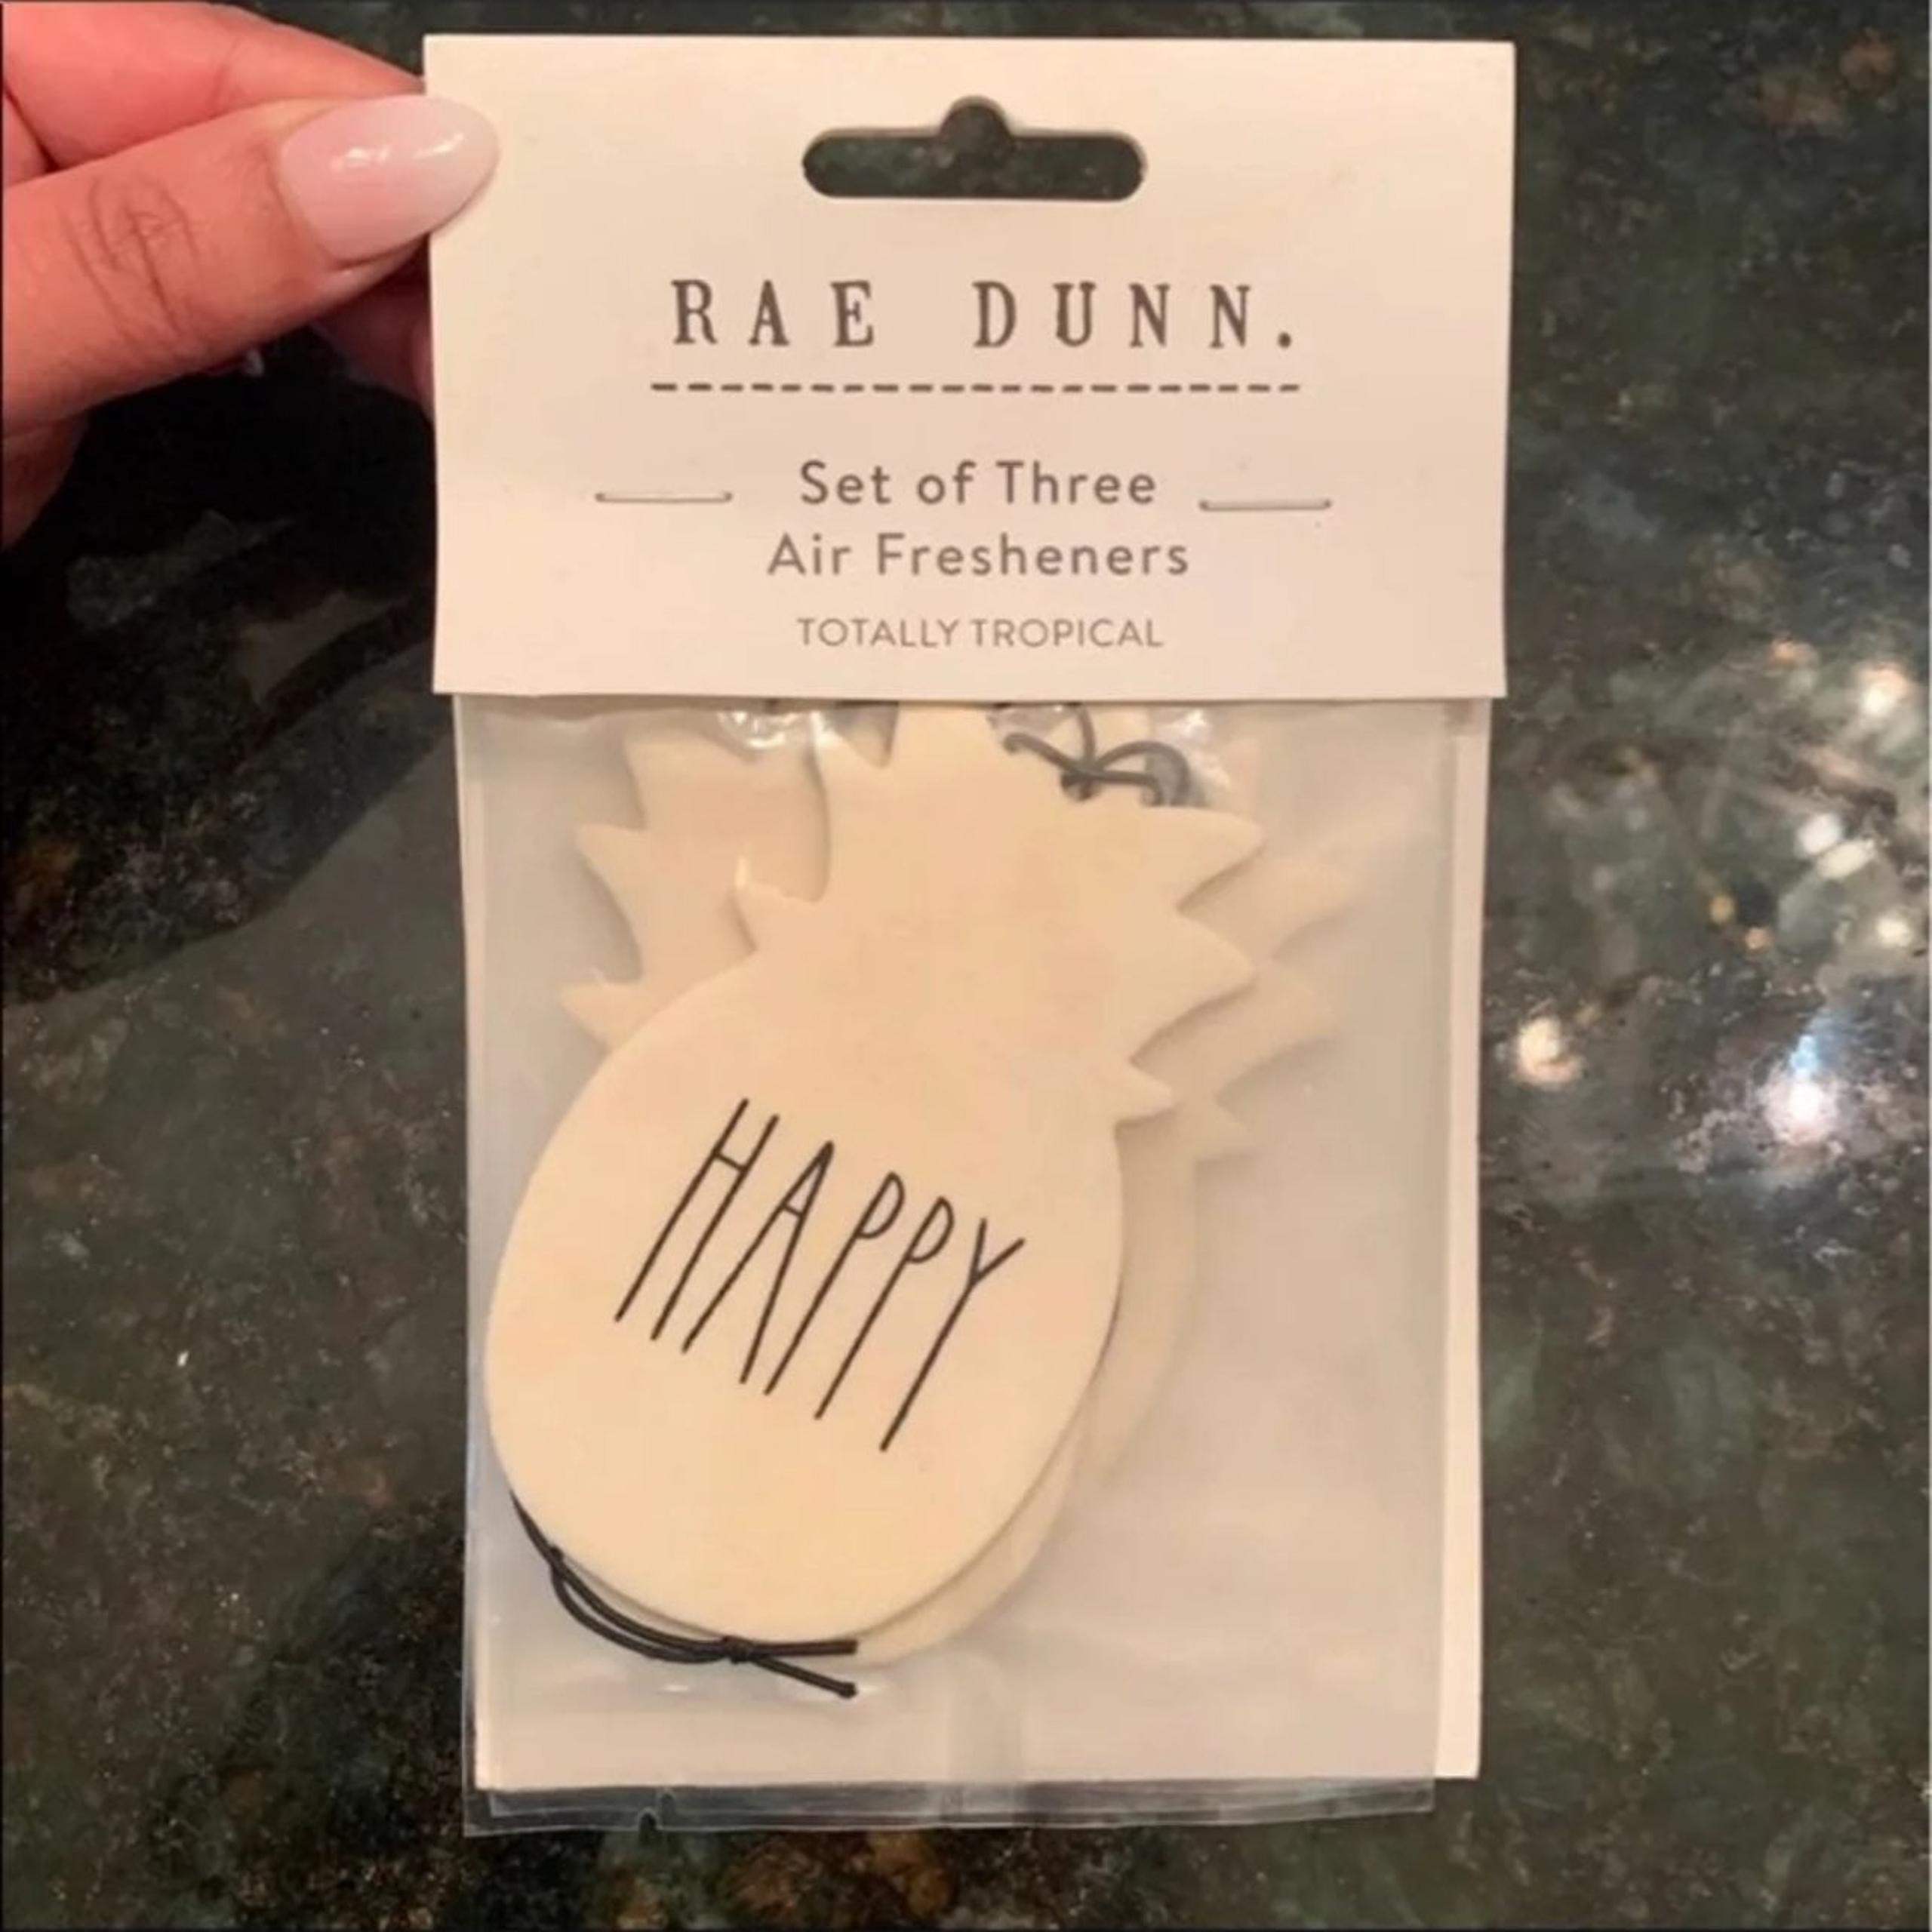 RAE DUNN.
Set of Three
Air Fresheners
TOTALLY TROPICAL
HAPPY